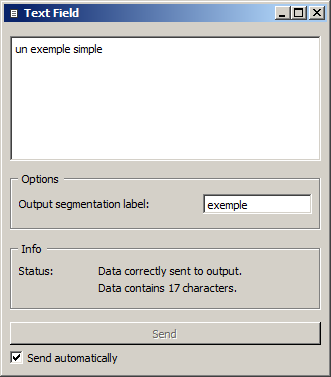 Text Field
un exemple simple
Options
Output segmentation label: exemple
Info
Status: Data correctly sent to output.
Data contains 17 characters.
Send
Send automatically